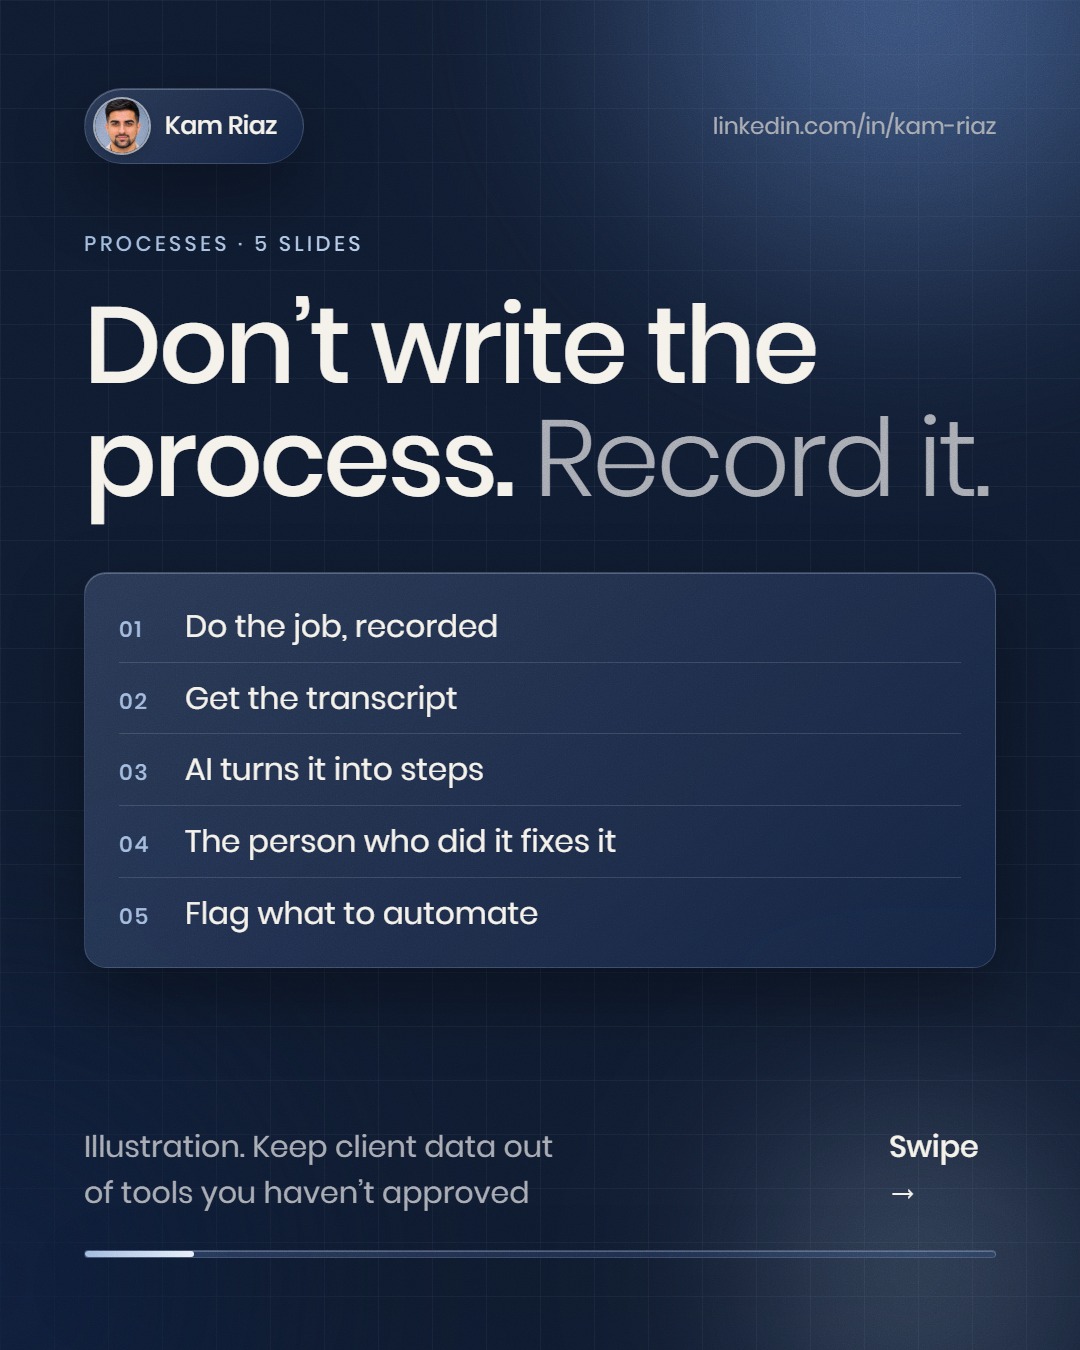 Kam Riaz
linkedin.com/in/kam-riaz
PROCESSES · 5 SLIDES
Don’t write the
process. Record it.
01 Do the job, recorded
02 Get the transcript
03 AI turns it into steps
04 The person who did it fixes it
05 Flag what to automate
Illustration. Keep client data out
of tools you haven’t approved
Swipe
→